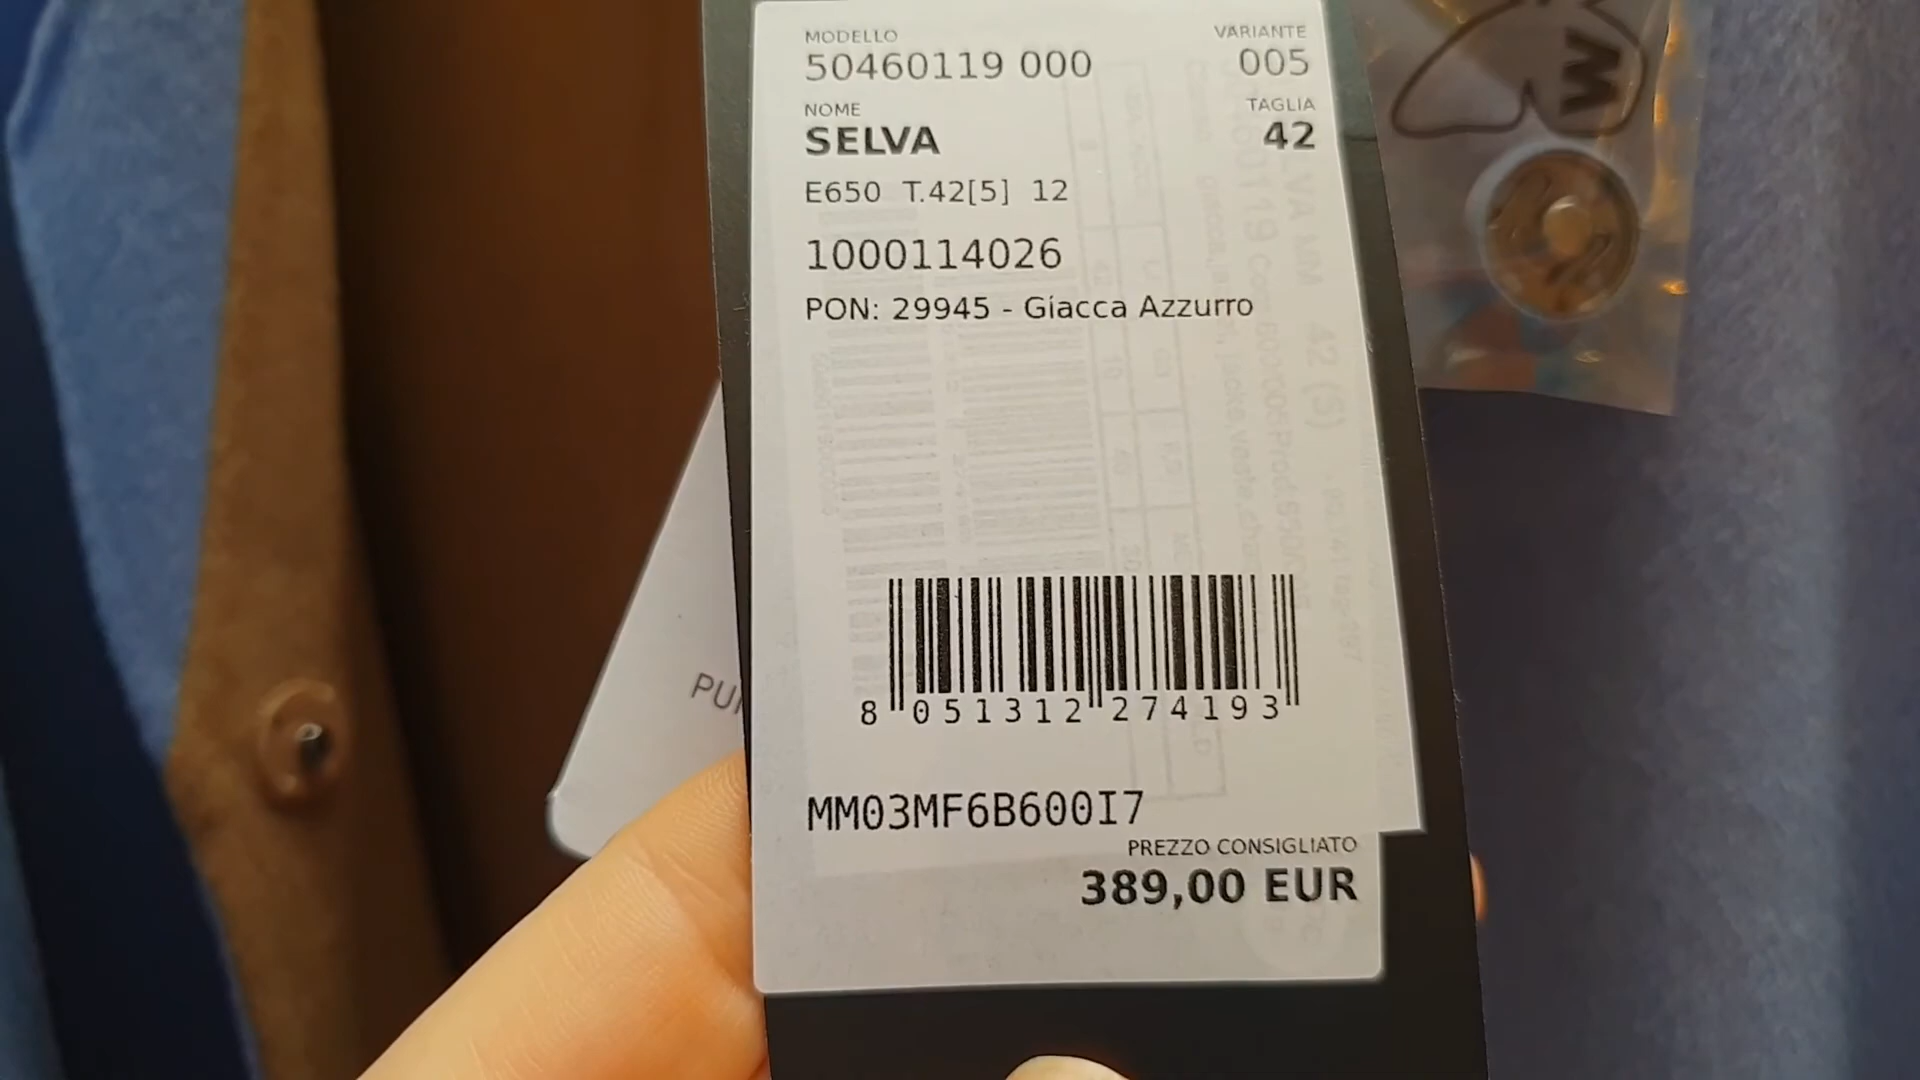 MODELLO
50460119 000
VARIANTE
005
NOME
SELVA
TAGLIA
42
E650 T.42[5] 12
1000114026
PON: 29945 - Giacca Azzurro
8 051312 274193
MM03MF6B600I7
PREZZO CONSIGLIATO
389,00 EUR
PU
W